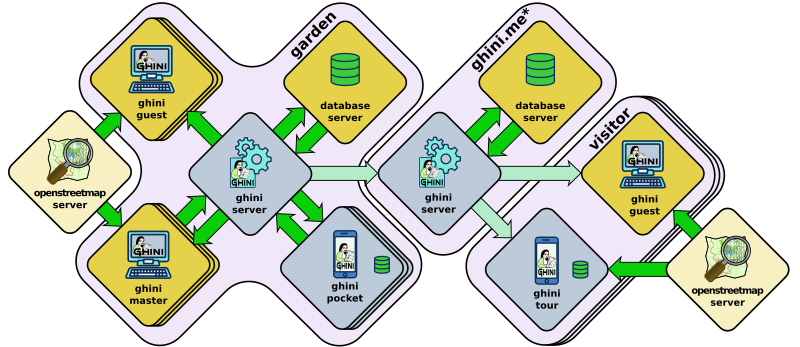 garden
ghini.me*
visitor
GHINI
ghini
guest
database
server
database
server
openstreetmap
server
GHINI
ghini
server
GHINI
ghini
server
GHINI
ghini
guest
GHINI
ghini
master
GHINI
ghini
pocket
GHINI
ghini
tour
openstreetmap
server